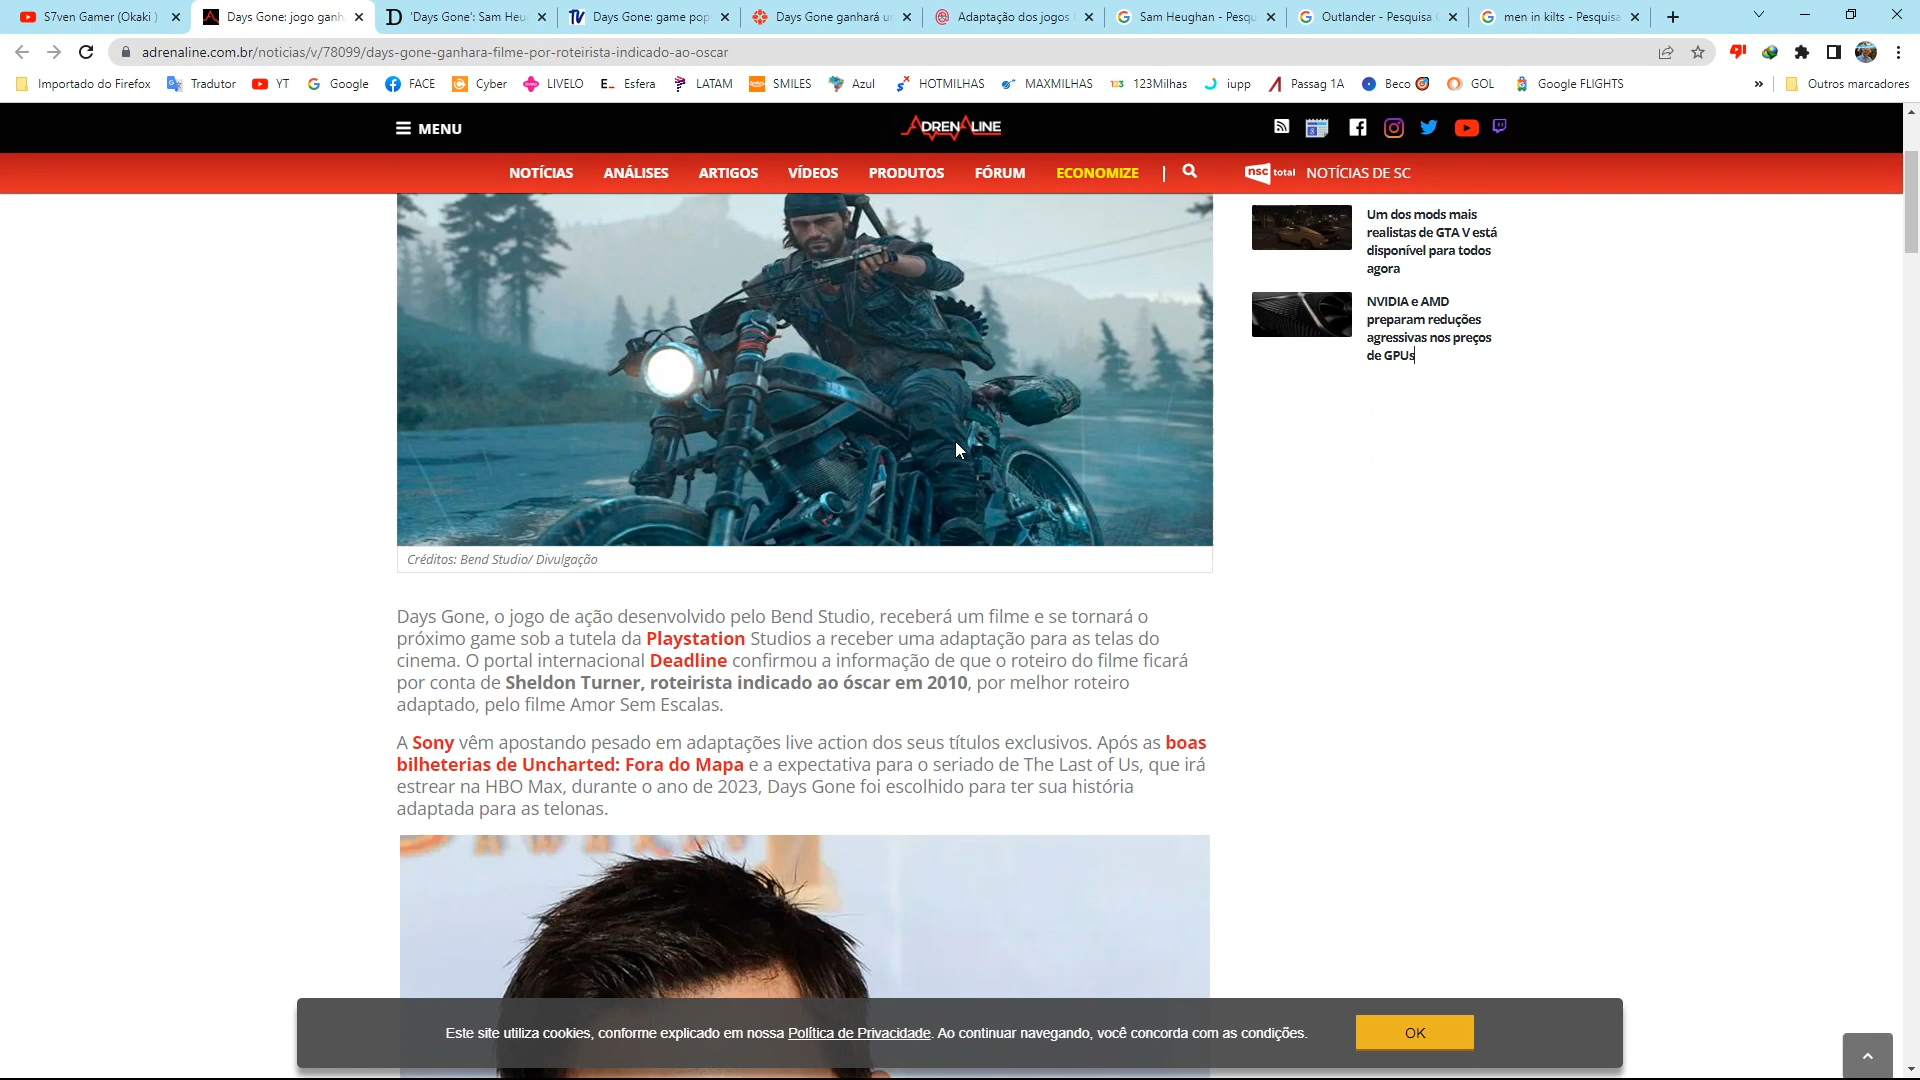 S7ven Gamer (Okaki
Days Gone: jogo ganh
'Days Gone': Sam Heu
Days Gone: game pop
Days Gone ganhará u
Adaptação dos jogos
Sam Heughan - Pesqu
Outlander - Pesquisa
men in kilts - Pesquisa
adrenaline.com.br/noticias/v/78099/days-gone-ganhara-filme-por-roteirista-indicado-ao-oscar
Importado do Firefox
Tradutor
YT
Google
FACE
Cyber
LIVELO
Esfera
LATAM
SMILES
Azul
HOTMILHAS
MAXMILHAS
123Milhas
iupp
Passag 1A
Beco
GOL
Google FLIGHTS
»
Outros marcadores
MENU
ADRENALINE
NOTÍCIAS
ANÁLISES
ARTIGOS
VÍDEOS
PRODUTOS
FÓRUM
ECONOMIZE
|
nsc total NOTÍCIAS DE SC
Um dos mods mais
realistas de GTA V está
disponível para todos
agora
NVIDIA e AMD
preparam reduções
agressivas nos preços
de GPUs
Créditos: Bend Studio/ Divulgação
Days Gone, o jogo de ação desenvolvido pelo Bend Studio, receberá um filme e se tornará o
próximo game sob a tutela da Playstation Studios a receber uma adaptação para as telas do
cinema. O portal internacional Deadline confirmou a informação de que o roteiro do filme ficará
por conta de Sheldon Turner, roteirista indicado ao óscar em 2010, por melhor roteiro
adaptado, pelo filme Amor Sem Escalas.
A Sony vêm apostando pesado em adaptações live action dos seus títulos exclusivos. Após as boas
bilheterias de Uncharted: Fora do Mapa e a expectativa para o seriado de The Last of Us, que irá
estrear na HBO Max, durante o ano de 2023, Days Gone foi escolhido para ter sua história
adaptada para as telonas.
Este site utiliza cookies, conforme explicado em nossa Política de Privacidade. Ao continuar navegando, você concorda com as condições.
OK